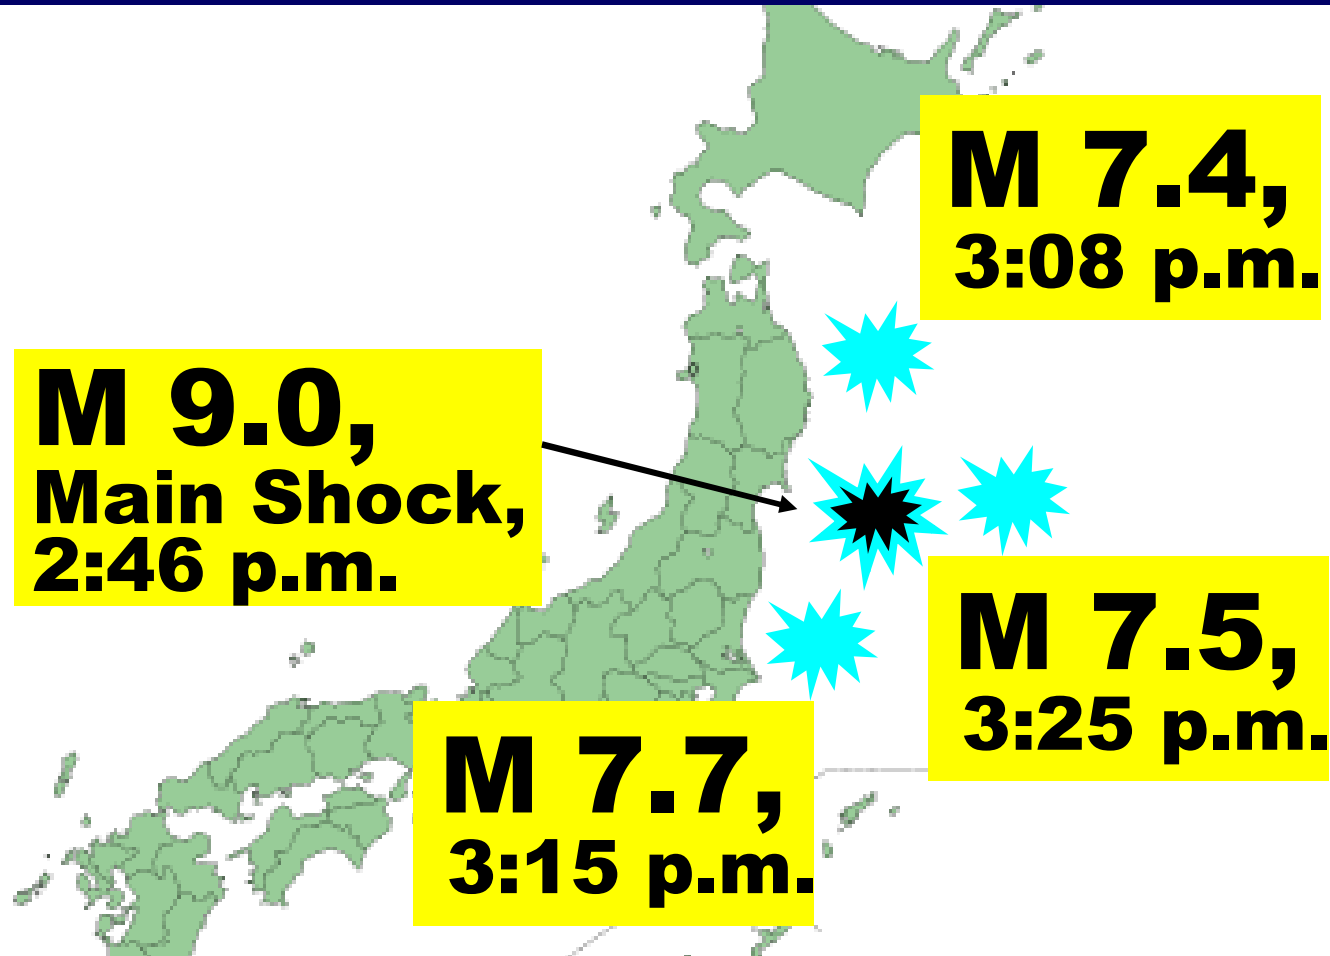 M 7.4,
3:08 p.m.
M 9.0,
Main Shock,
2:46 p.m.
M 7.5,
3:25 p.m.
M 7.7,
3:15 p.m.